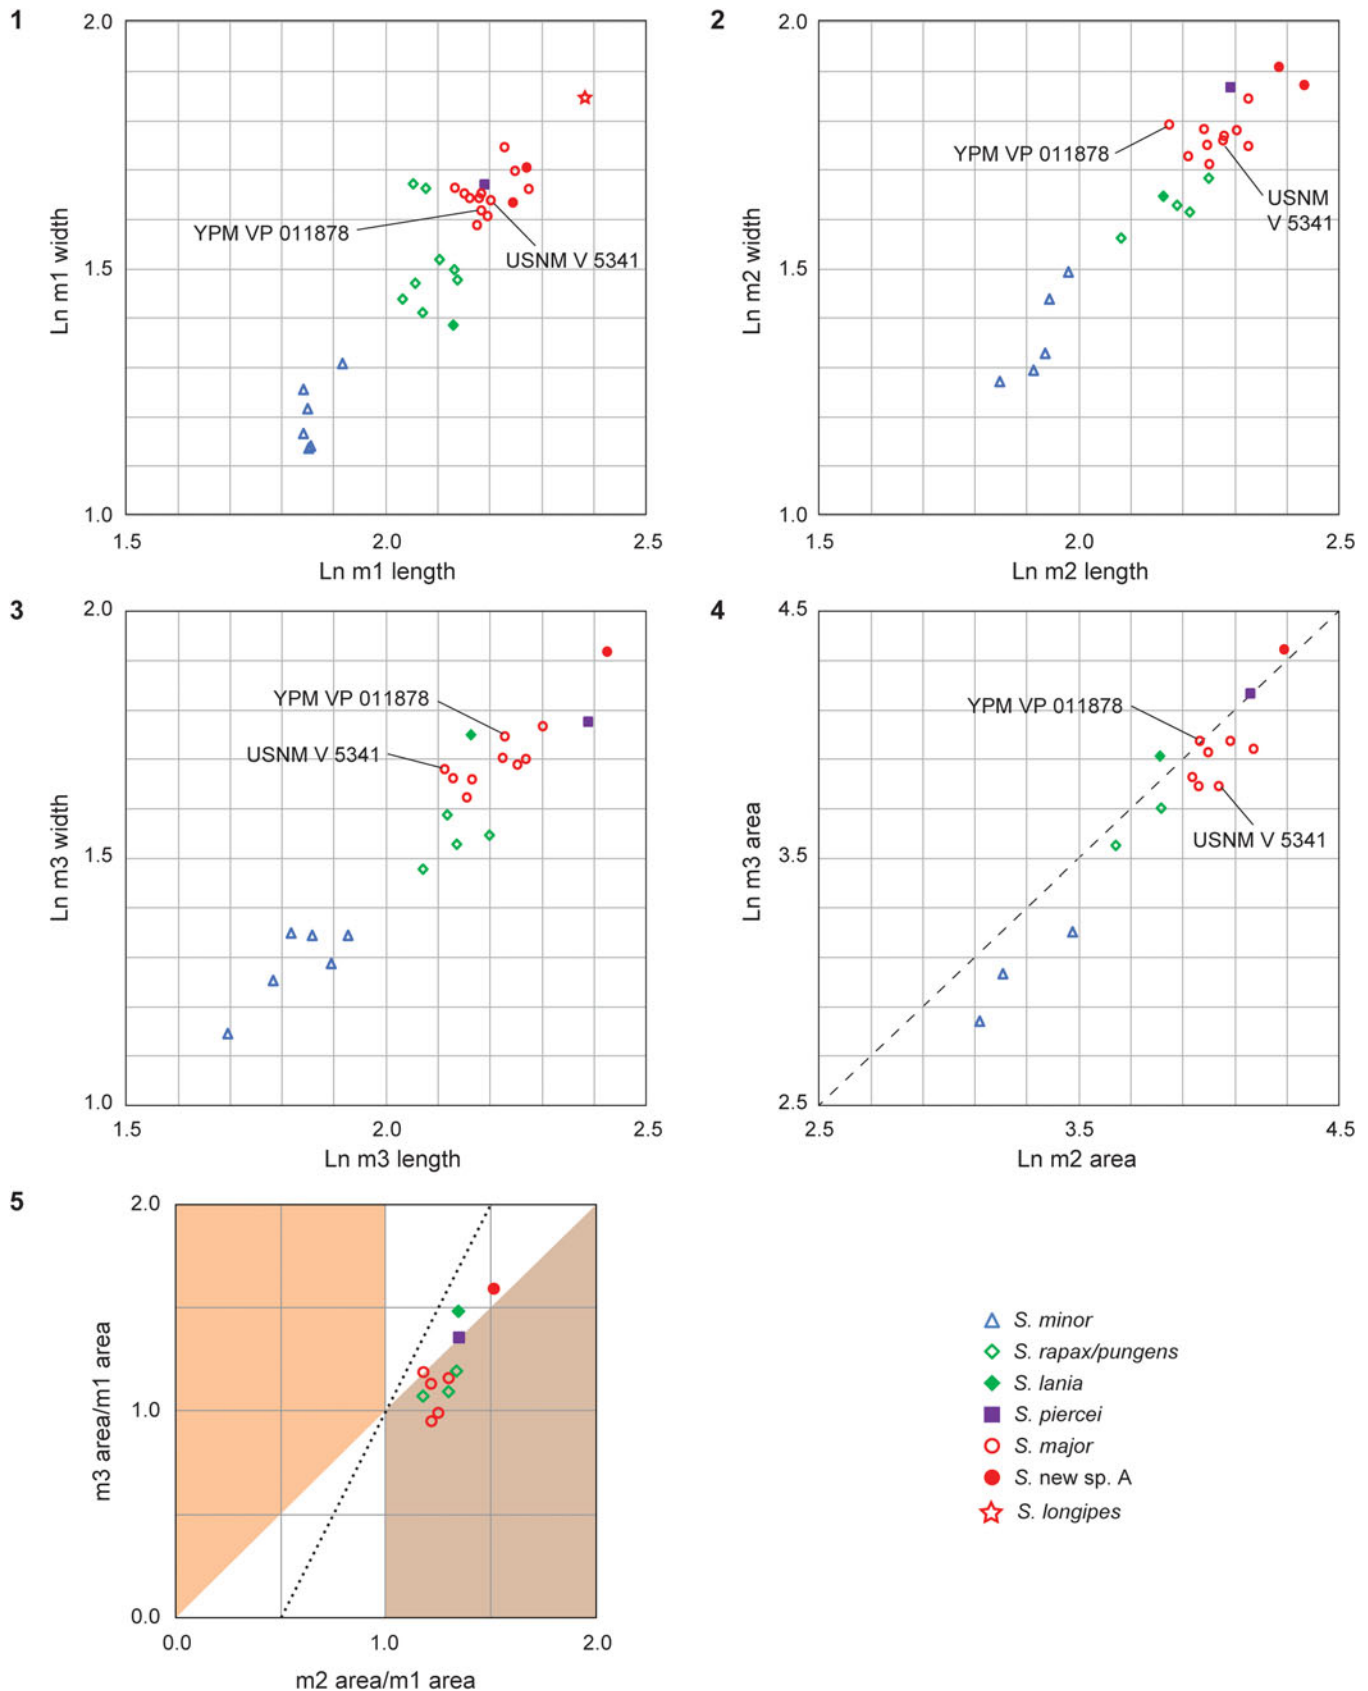 1
2.0
YPM VP 011878
USNM V 5341
Ln m1 width
1.5
1.0
1.5
2.0
2.5
Ln m1 length
2
2.0
YPM VP 011878
USNM
V 5341
Ln m2 width
1.5
1.0
1.5
2.0
2.5
Ln m2 length
3
2.0
YPM VP 011878
USNM V 5341
Ln m3 width
1.5
1.0
1.5
2.0
2.5
Ln m3 length
4
4.5
YPM VP 011878
USNM V 5341
Ln m3 area
3.5
2.5
2.5
3.5
4.5
Ln m2 area
5
2.0
m3 area/m1 area
1.0
0.0
0.0
1.0
2.0
m2 area/m1 area
S. minor
S. rapax/pungens
S. lania
S. piercei
S. major
S. new sp. A
S. longipes